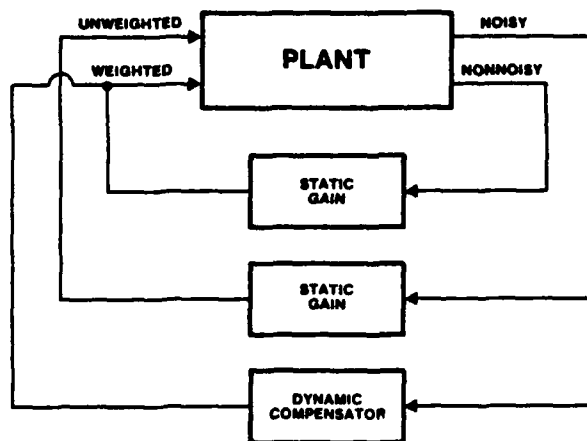 UNWEIGHTED
NOISY
PLANT
WEIGHTED
NONNOISY
STATIC
GAIN
STATIC
GAIN
DYNAMIC
COMPENSATOR